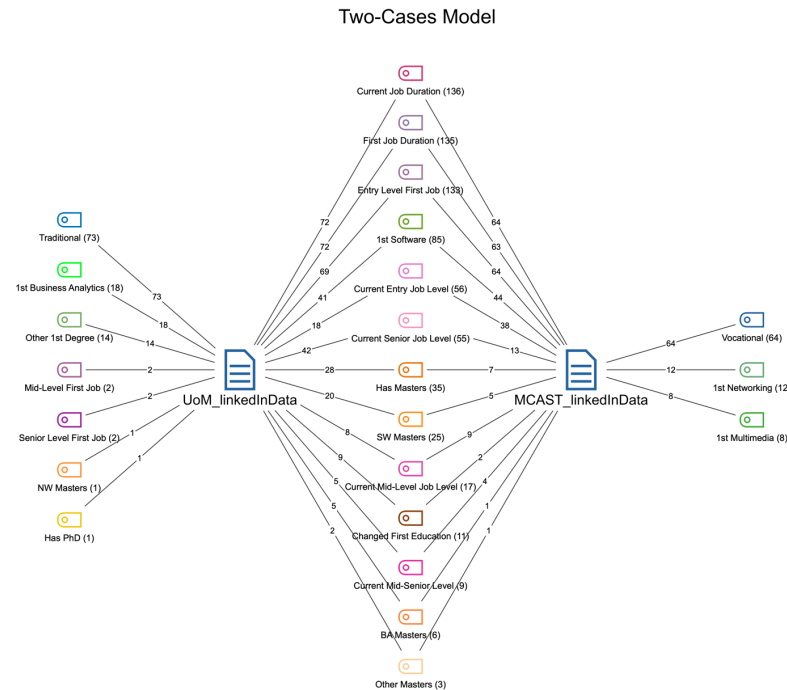 Two-Cases Model
Current Job Duration (136)
First Job Duration (135)
Entry Level First Job (133)
1st Software (85)
Current Entry Job Level (56)
Current Senior Job Level (55)
Has Masters (35)
SW Masters (25)
Current Mid-Level Job Level (17)
Changed First Education (11)
Current Mid-Senior Level (9)
BA Masters (6)
Other Masters (3)
Traditional (73)
1st Business Analytics (18)
Other 1st Degree (14)
Mid-Level First Job (2)
Senior Level First Job (2)
NW Masters (1)
Has PhD (1)
73
18
14
2
2
1
1
UoM_linkedInData
72
72
69
41
18
42
28
20
8
9
5
5
2
64
63
64
44
38
13
7
5
9
2
4
1
1
MCAST_linkedInData
64
12
8
Vocational (64)
1st Networking (12
1st Multimedia (8)